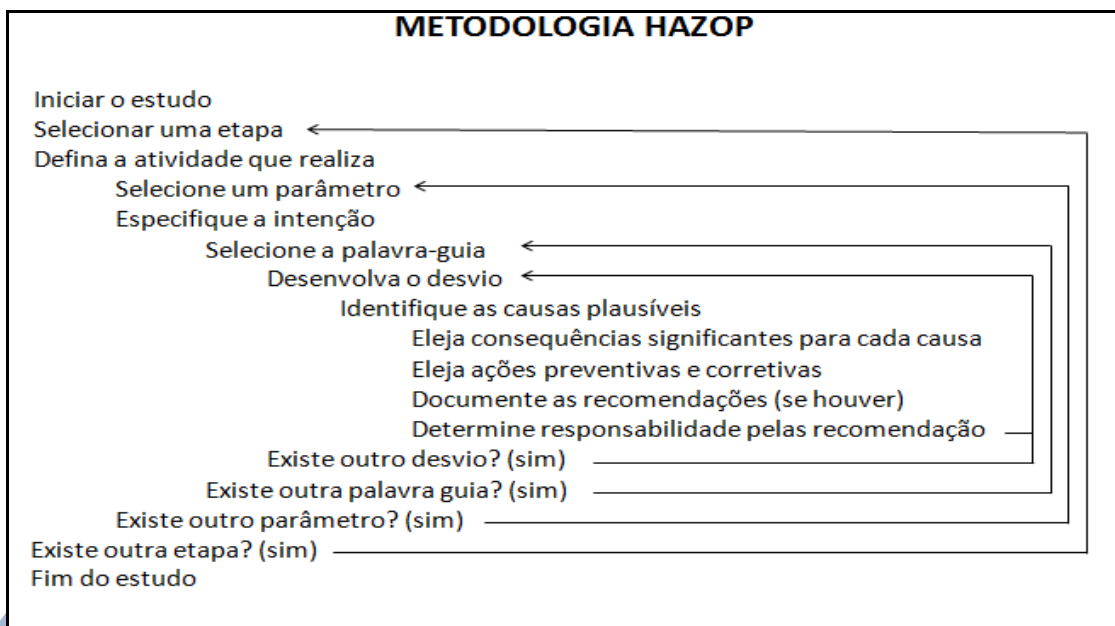 METODOLOGIA HAZOP
Iniciar o estudo
Selecionar uma etapa
Defina a atividade que realiza
Selecione um parâmetro
Especifique a intenção
Selecione a palavra-guia
Desenvolva o desvio
Identifique as causas plausíveis
Eleja consequências significantes para cada causa
Eleja ações preventivas e corretivas
Documente as recomendações (se houver)
Determine responsabilidade pelas recomendação
Existe outro desvio? (sim)
Existe outra palavra guia? (sim)
Existe outro parâmetro? (sim)
Existe outra etapa? (sim)
Fim do estudo